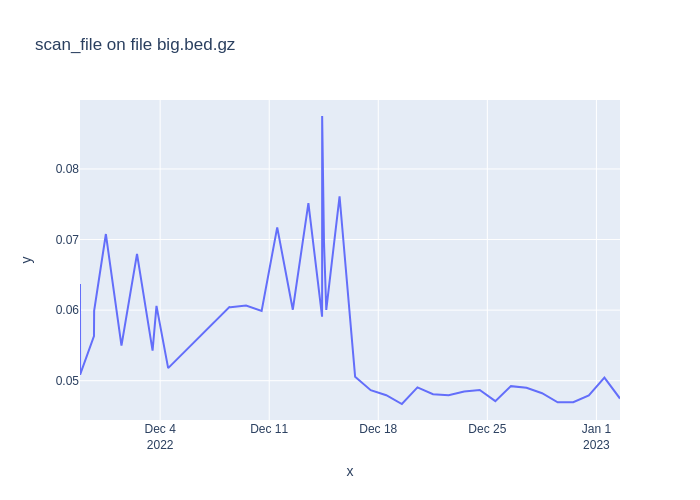 scan_file on file big.bed.gz
0.08
0.07
0.06
0.05
y
Dec 4
2022
Dec 11
Dec 18
Dec 25
Jan 1
2023
x